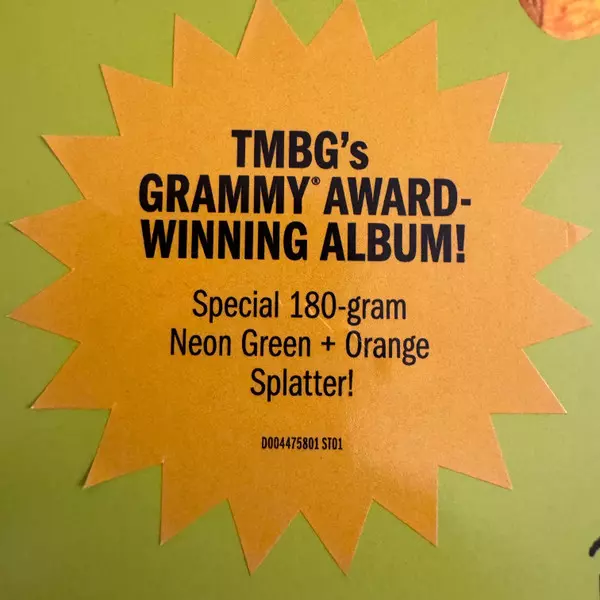 TMBG's
GRAMMY® AWARD-
WINNING ALBUM!
Special 180-gram
Neon Green + Orange
Splatter!
D004475801 ST01